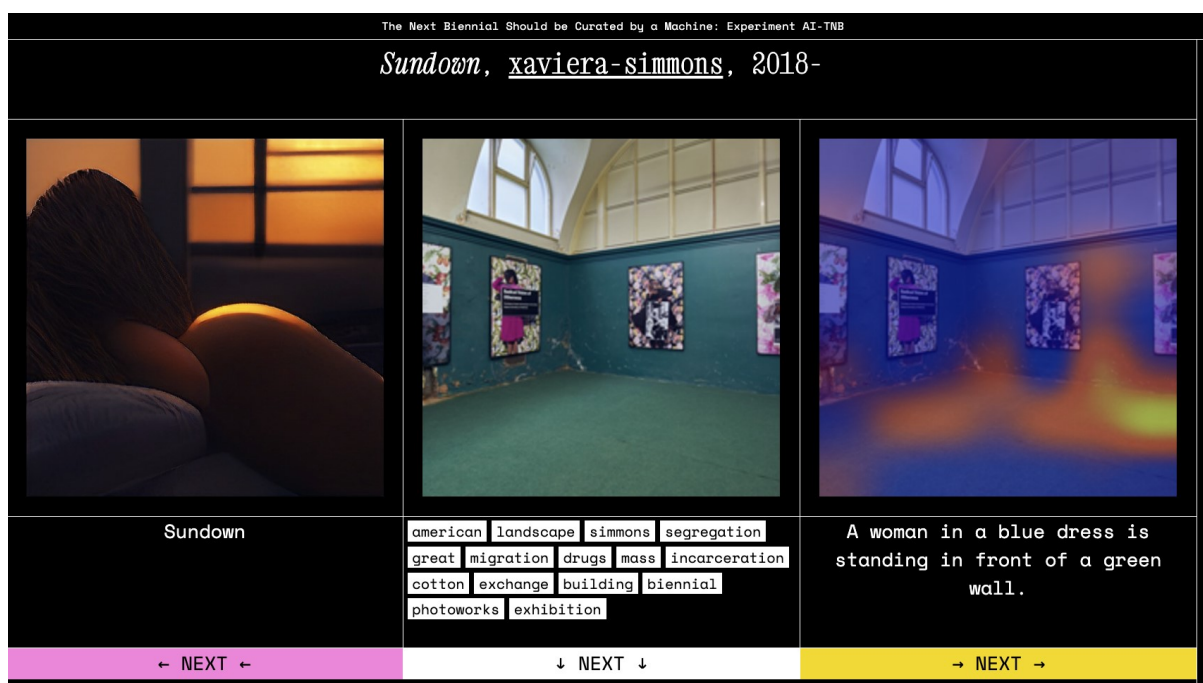 The Next Biennial Should be Curated by a Machine: Experiment AI-TNB
Sundown, xaviera-simmons, 2018-
Sundown
american landscape simmons segregation
great migration drugs mass incarceration
cotton exchange building biennial
photoworks exhibition
A woman in a blue dress is
standing in front of a green
wall.
← NEXT ←
↓ NEXT ↓
→ NEXT →